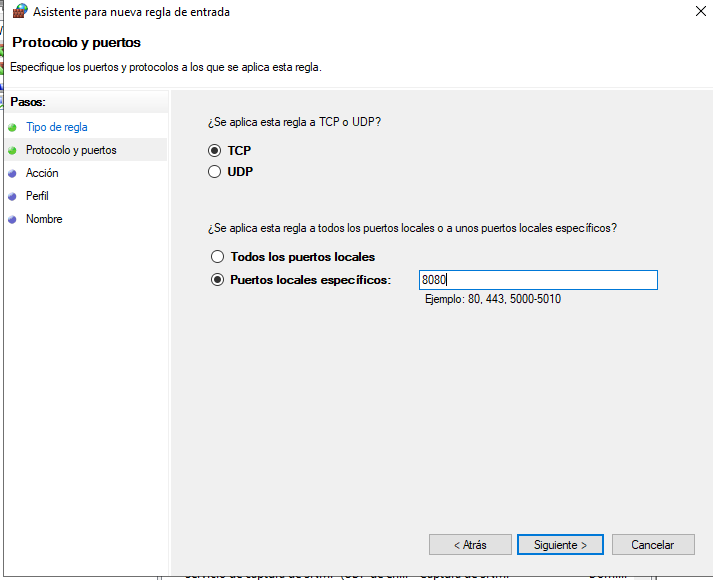 Asistente para nueva regla de entrada
Protocolo y puertos
Especifique los puertos y protocolos a los que se aplica esta regla.
Pasos:
Tipo de regla
Protocolo y puertos
Acción
Perfil
Nombre
¿Se aplica esta regla a TCP o UDP?
TCP
UDP
¿Se aplica esta regla a todos los puertos locales o a unos puertos locales específicos?
Todos los puertos locales
Puertos locales específicos:
8080
Ejemplo: 80, 443, 5000-5010
< Atrás
Siguiente >
Cancelar